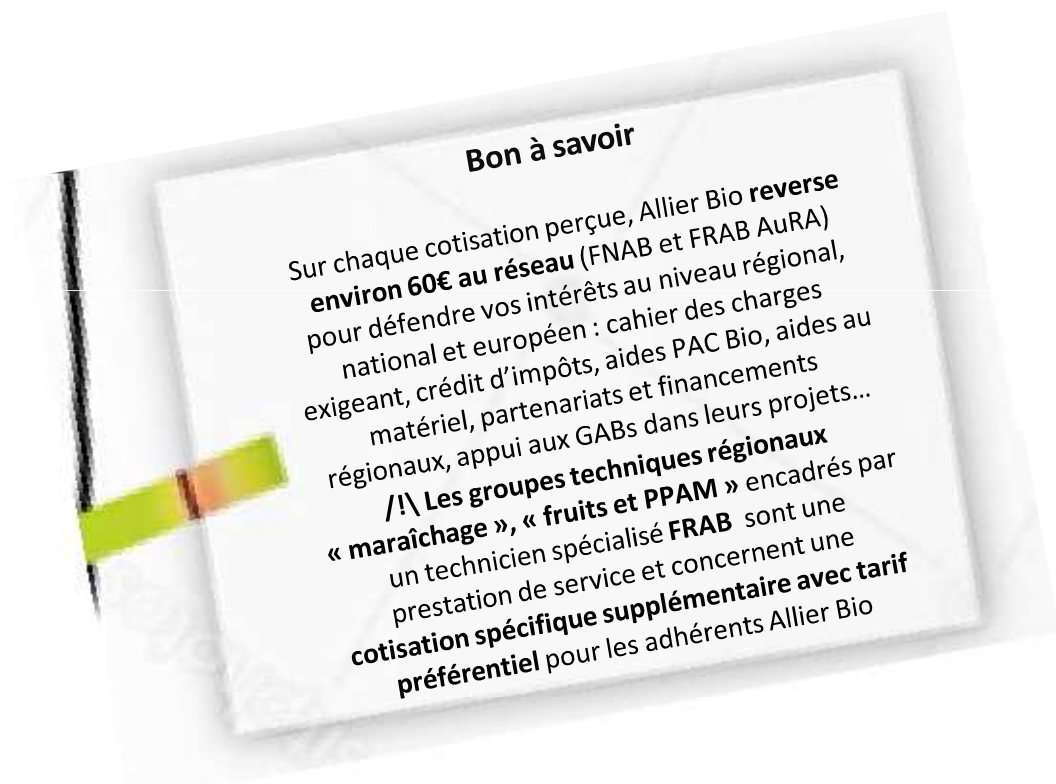 Bon à savoir
Sur chaque cotisation perçue, Allier Bio reverse
environ 60€ au réseau (FNAB et FRAB AuRA)
pour défendre vos intérêts au niveau régional,
national et européen : cahier des charges
exigeant, crédit d’impôts, aides PAC Bio, aides au
matériel, partenariats et financements
régionaux, appui aux GABs dans leurs projets…
/!\ Les groupes techniques régionaux
« maraîchage », « fruits et PPAM » encadrés par
un technicien spécialisé FRAB sont une
prestation de service et concernent une
cotisation spécifique supplémentaire avec tarif
préférentiel pour les adhérents Allier Bio